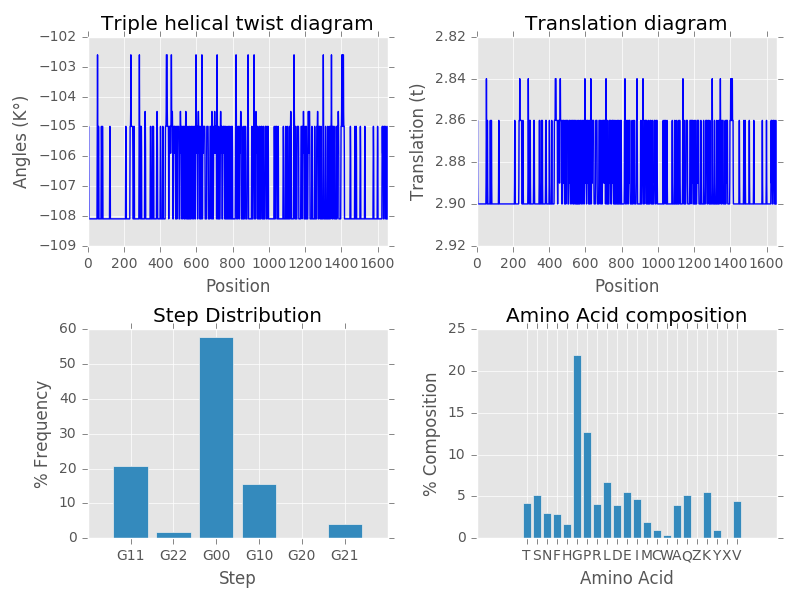 Triple helical twist diagram
−102
−103
−104
−105
−106
−107
−108
−109
Angles (K°)
0 200 400 600 800 1000 1200 1400 1600
Position
Translation diagram
2.82
2.84
2.86
2.88
2.90
2.92
Translation (t)
0 200 400 600 800 1000 1200 1400 1600
Position
Step Distribution
60
50
40
30
20
10
0
% Frequency
G11 G22 G00 G10 G20 G21
Step
Amino Acid composition
25
20
15
10
5
0
% Composition
T S N F H G P R L D E I M C W A Q Z K Y X V
Amino Acid